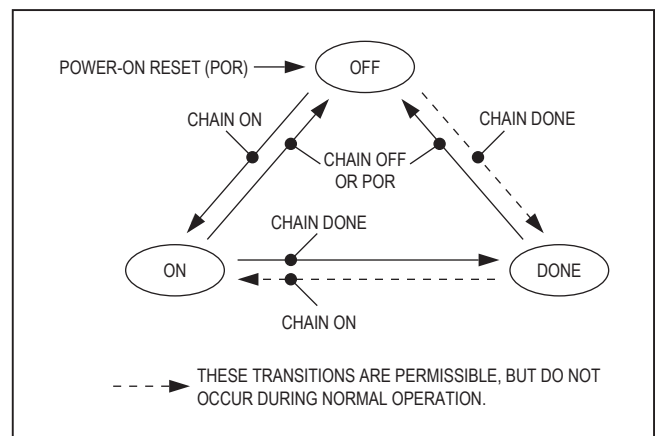 POWER-ON RESET (POR)
OFF
CHAIN ON
CHAIN DONE
CHAIN OFF
OR POR
CHAIN DONE
ON
DONE
CHAIN ON
THESE TRANSITIONS ARE PERMISSIBLE, BUT DO NOT
OCCUR DURING NORMAL OPERATION.